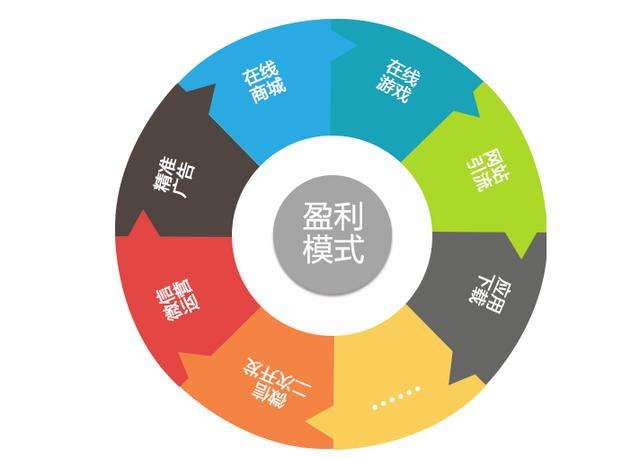 盈利
模式
在线
商城
在线
游戏
网站
引流
应用
下载
......
微信
二次开发
微信
运营
精准
广告